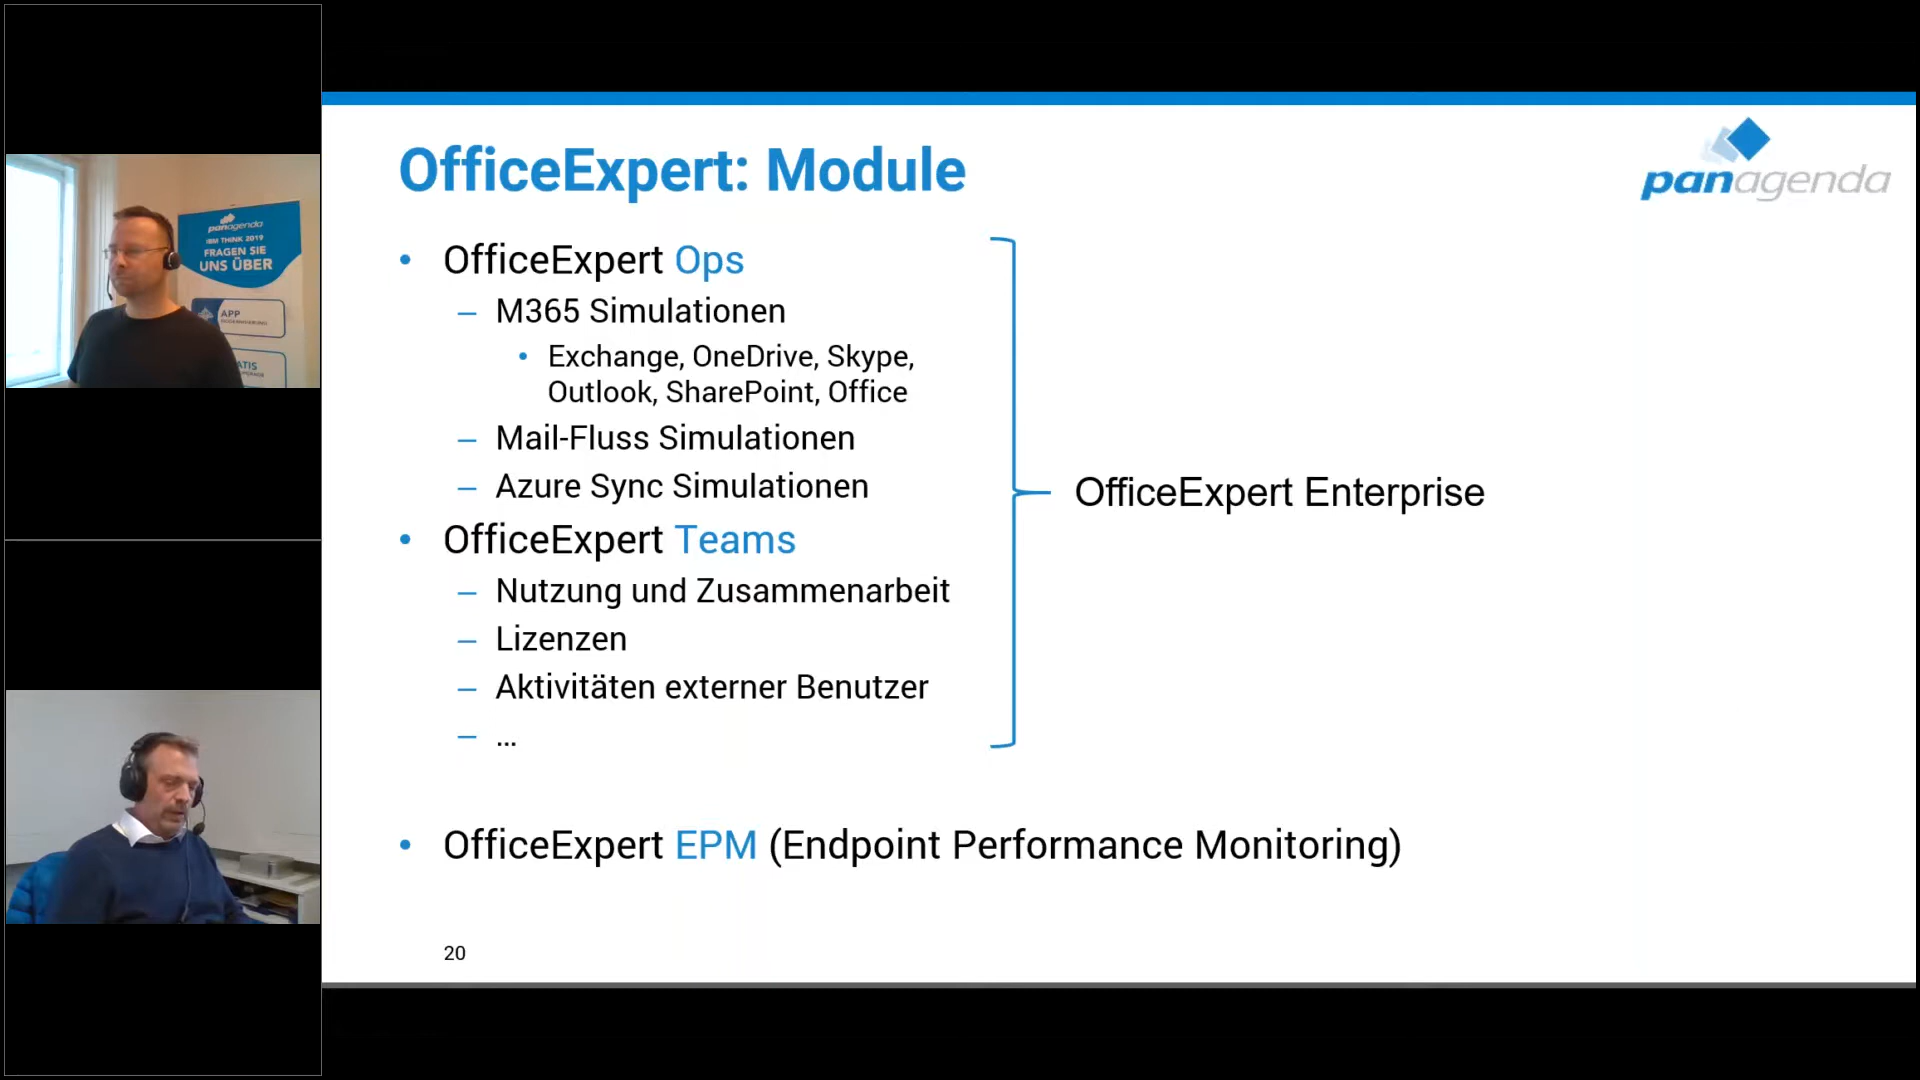 panagenda
IBM THINK 2019
FRAGEN SIE
UNS ÜBER
APP
OfficeExpert: Module
panagenda
• OfficeExpert Ops
– M365 Simulationen
• Exchange, OneDrive, Skype,
Outlook, SharePoint, Office
– Mail-Fluss Simulationen
– Azure Sync Simulationen
• OfficeExpert Teams
– Nutzung und Zusammenarbeit
– Lizenzen
– Aktivitäten externer Benutzer
– ...
OfficeExpert Enterprise
• OfficeExpert EPM (Endpoint Performance Monitoring)
20